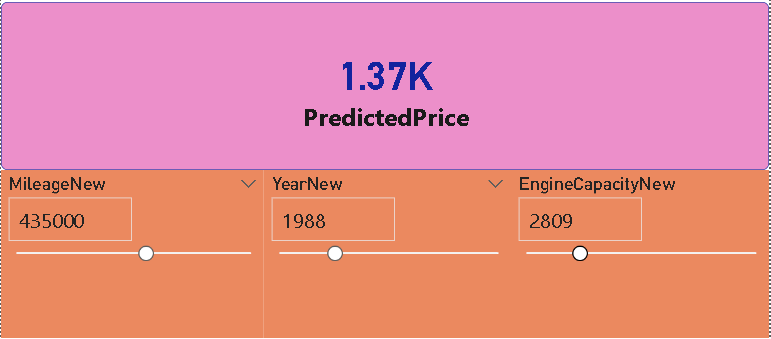 1.37K
PredictedPrice
MileageNew
YearNew
EngineCapacityNew
435000
1988
2809